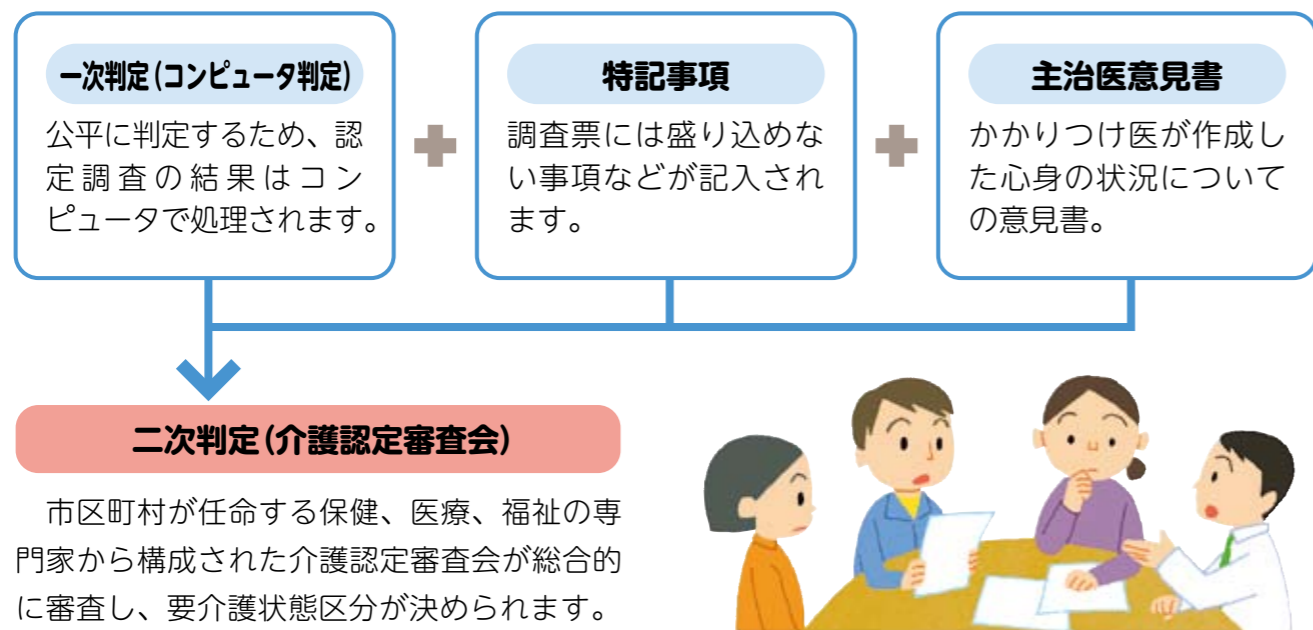 一次判定(コンピュータ判定)
公平に判定するため、認
定調査の結果はコン
ピュータで処理されます。
特記事項
調査票には盛り込めな
い事項などが記入され
ます。
主治医意見書
かかりつけ医が作成し
た心身の状況について
の意見書。
二次判定(介護認定審査会)
市区町村が任命する保健、医療、福祉の専
門家から構成された介護認定審査会が総合的
に審査し、要介護状態区分が決められます。